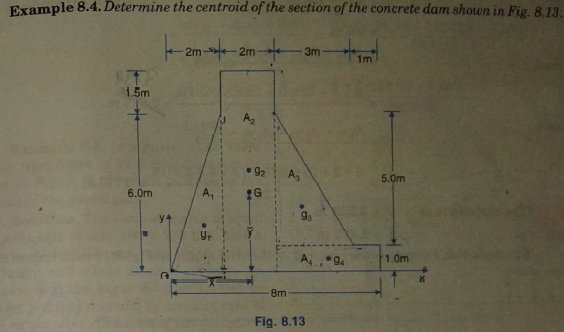 Example 8.4. Determine the centroid of the section of the concrete dam shown in Fig. 8.13.
2m 2m 3m 1m
1.5m
A₂
6.0m A₁ g₂ G A₃ 5.0m
g₃
y ȳ
A₄ g₄ 1.0m
O x̄ x
8m
Fig. 8.13